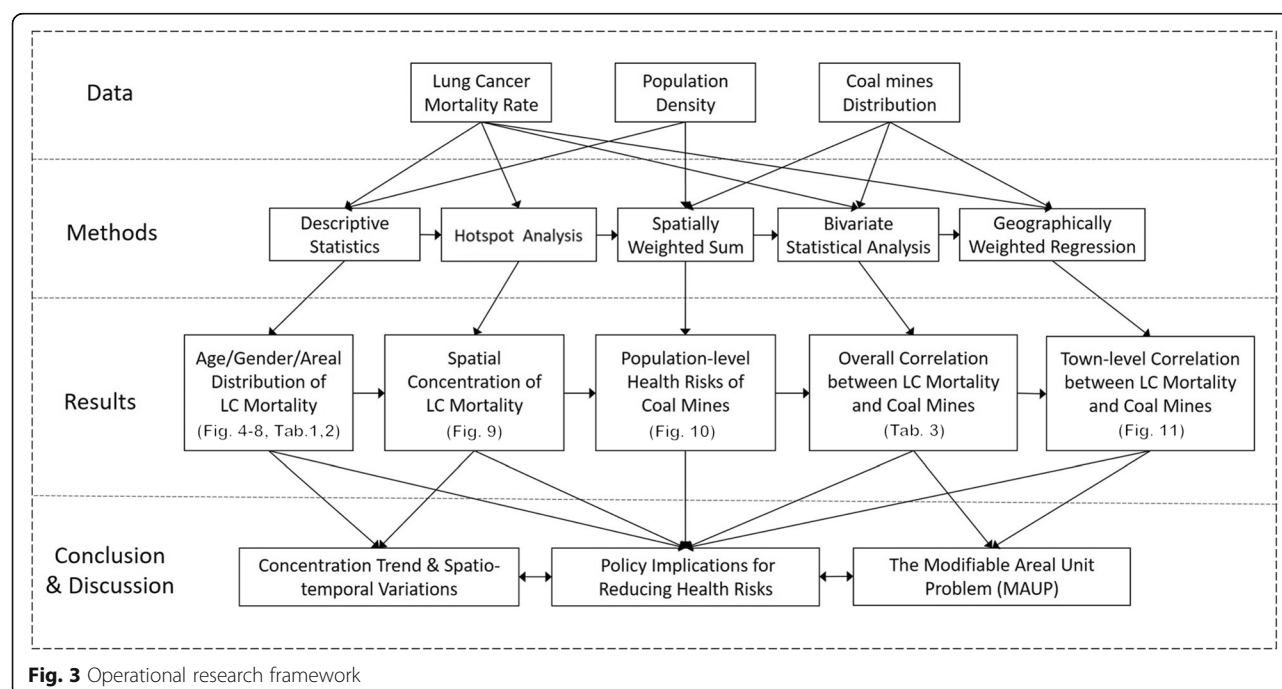 Data
Lung Cancer
Mortality Rate
Population
Density
Coal mines
Distribution
Methods
Descriptive
Statistics
Hotspot Analysis
Spatially
Weighted Sum
Bivariate
Statistical Analysis
Geographically
Weighted Regression
Results
Age/Gender/Areal
Distribution of
LC Mortality
(Fig. 4-8, Tab.1,2)
Spatial
Concentration of
LC Mortality
(Fig. 9)
Population-level
Health Risks of
Coal Mines
(Fig. 10)
Overall Correlation
between LC Mortality
and Coal Mines
(Tab. 3)
Town-level Correlation
between LC Mortality
and Coal Mines
(Fig. 11)
Conclusion
& Discussion
Concentration Trend & Spatio-
temporal Variations
Policy Implications for
Reducing Health Risks
The Modifiable Areal Unit
Problem (MAUP)
Fig. 3 Operational research framework